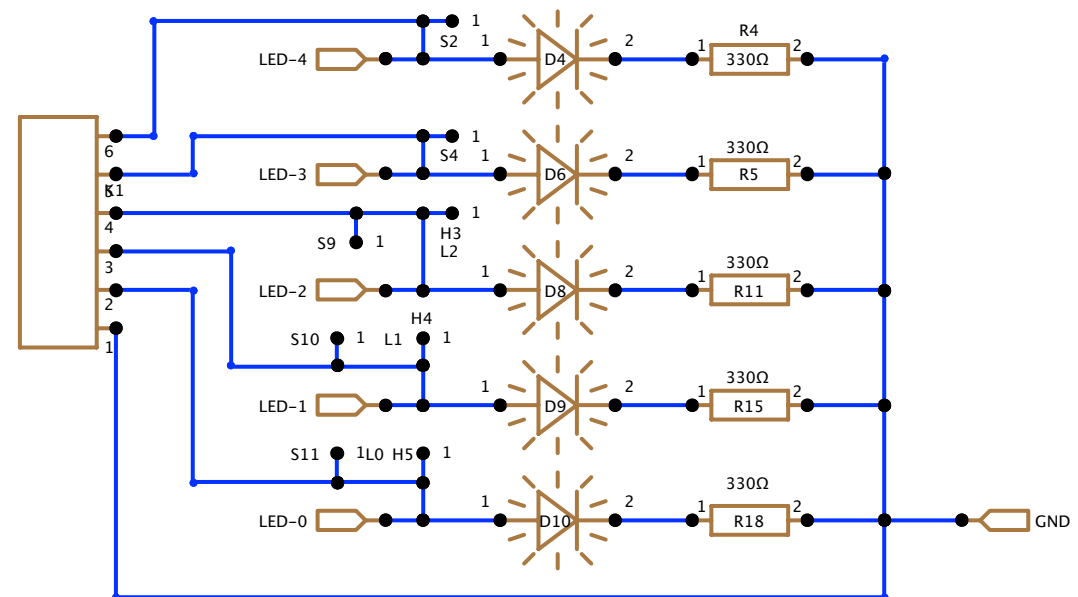 R4
1
S2
LED-4
1
D4
2
1
330Ω
2
6
330Ω
1
S4
LED-3
1
D6
2
1
R5
2
5
K1
4
1
H3
S9
1
L2
3
330Ω
LED-2
1
D8
2
1
R11
2
2
H4
S10
1
L1
1
1
330Ω
LED-1
1
D9
2
1
R15
2
S11
1
L0
H5
1
330Ω
LED-0
1
D10
2
1
R18
2
GND